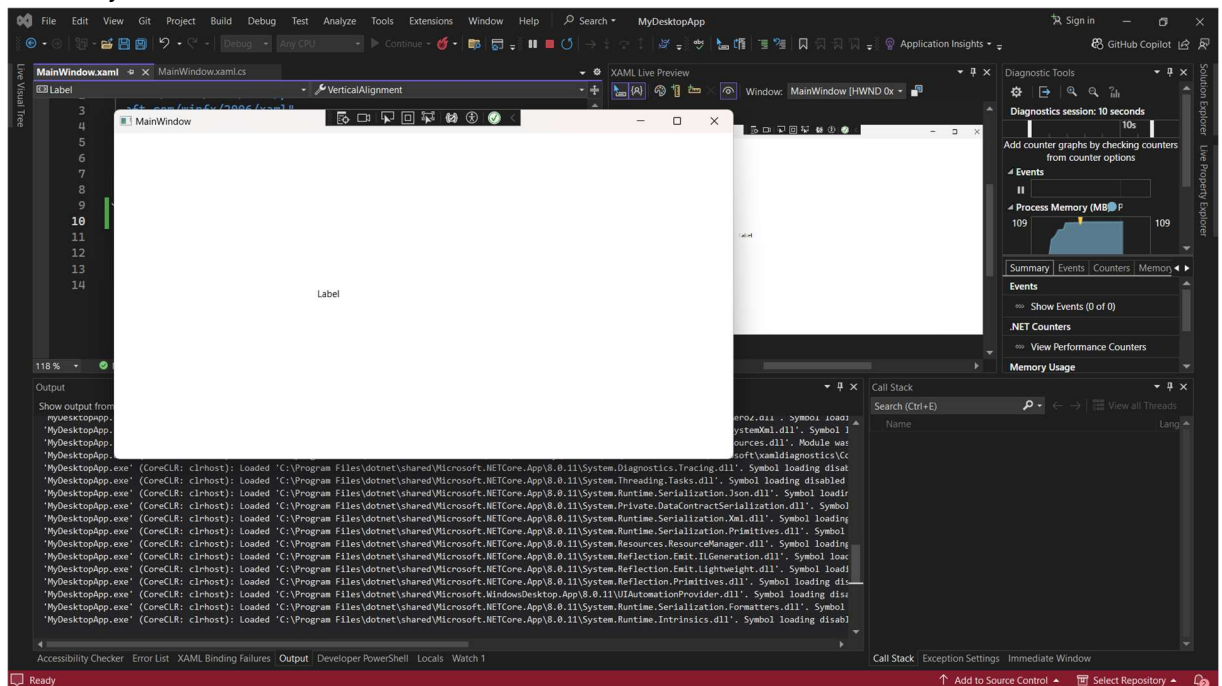 File Edit View Git Project Build Debug Test Analyze Tools Extensions Window Help Search MyDesktopApp Sign in
Debug Any CPU Continue Application Insights GitHub Copilot
Live Visual Tree
MainWindow.xaml MainWindow.xaml.cs
Label VerticalAlignment
3
4
5
6
7
8
9
10
11
12
13
14
118 %
MainWindow
Label
XAML Live Preview
Window: MainWindow [HWND 0x
Label
Diagnostic Tools
Diagnostics session: 10 seconds
10s
Add counter graphs by checking counters
from counter options
Events
Process Memory (MB) P
109 109
Summary Events Counters Memory
Events
Show Events (0 of 0)
.NET Counters
View Performance Counters
Memory Usage
Solution Explorer
Live Property Explorer
Output
Show output from
'MyDesktopApp. Symbol loadi
'MyDesktopApp. ystemXml.dll'. Symbol l
'MyDesktopApp. ources.dll'. Module was
'MyDesktopApp. soft\xamldiagnostics\Co
'MyDesktopApp.exe' (CoreCLR: clrhost): Loaded 'C:\Program Files\dotnet\shared\Microsoft.NETCore.App\8.0.11\System.Diagnostics.Tracing.dll'. Symbol loading disab
'MyDesktopApp.exe' (CoreCLR: clrhost): Loaded 'C:\Program Files\dotnet\shared\Microsoft.NETCore.App\8.0.11\System.Threading.Tasks.dll'. Symbol loading disabled
'MyDesktopApp.exe' (CoreCLR: clrhost): Loaded 'C:\Program Files\dotnet\shared\Microsoft.NETCore.App\8.0.11\System.Runtime.Serialization.Json.dll'. Symbol loadin
'MyDesktopApp.exe' (CoreCLR: clrhost): Loaded 'C:\Program Files\dotnet\shared\Microsoft.NETCore.App\8.0.11\System.Private.DataContractSerialization.dll'. Symbol
'MyDesktopApp.exe' (CoreCLR: clrhost): Loaded 'C:\Program Files\dotnet\shared\Microsoft.NETCore.App\8.0.11\System.Runtime.Serialization.Xml.dll'. Symbol loading
'MyDesktopApp.exe' (CoreCLR: clrhost): Loaded 'C:\Program Files\dotnet\shared\Microsoft.NETCore.App\8.0.11\System.Runtime.Serialization.Primitives.dll'. Symbol
'MyDesktopApp.exe' (CoreCLR: clrhost): Loaded 'C:\Program Files\dotnet\shared\Microsoft.NETCore.App\8.0.11\System.Resources.ResourceManager.dll'. Symbol loading
'MyDesktopApp.exe' (CoreCLR: clrhost): Loaded 'C:\Program Files\dotnet\shared\Microsoft.NETCore.App\8.0.11\System.Reflection.Emit.ILGeneration.dll'. Symbol load
'MyDesktopApp.exe' (CoreCLR: clrhost): Loaded 'C:\Program Files\dotnet\shared\Microsoft.NETCore.App\8.0.11\System.Reflection.Emit.Lightweight.dll'. Symbol loadi
'MyDesktopApp.exe' (CoreCLR: clrhost): Loaded 'C:\Program Files\dotnet\shared\Microsoft.NETCore.App\8.0.11\System.Reflection.Primitives.dll'. Symbol loading dis
'MyDesktopApp.exe' (CoreCLR: clrhost): Loaded 'C:\Program Files\dotnet\shared\Microsoft.WindowsDesktop.App\8.0.11\UIAutomationProvider.dll'. Symbol loading disa
'MyDesktopApp.exe' (CoreCLR: clrhost): Loaded 'C:\Program Files\dotnet\shared\Microsoft.NETCore.App\8.0.11\System.Runtime.Serialization.Formatters.dll'. Symbol
'MyDesktopApp.exe' (CoreCLR: clrhost): Loaded 'C:\Program Files\dotnet\shared\Microsoft.NETCore.App\8.0.11\System.Runtime.Intrinsics.dll'. Symbol loading disabl
Call Stack
Search (Ctrl+E) View all Threads
Name Lang
Accessibility Checker Error List XAML Binding Failures Output Developer PowerShell Locals Watch 1
Call Stack Exception Settings Immediate Window
Ready Add to Source Control Select Repository